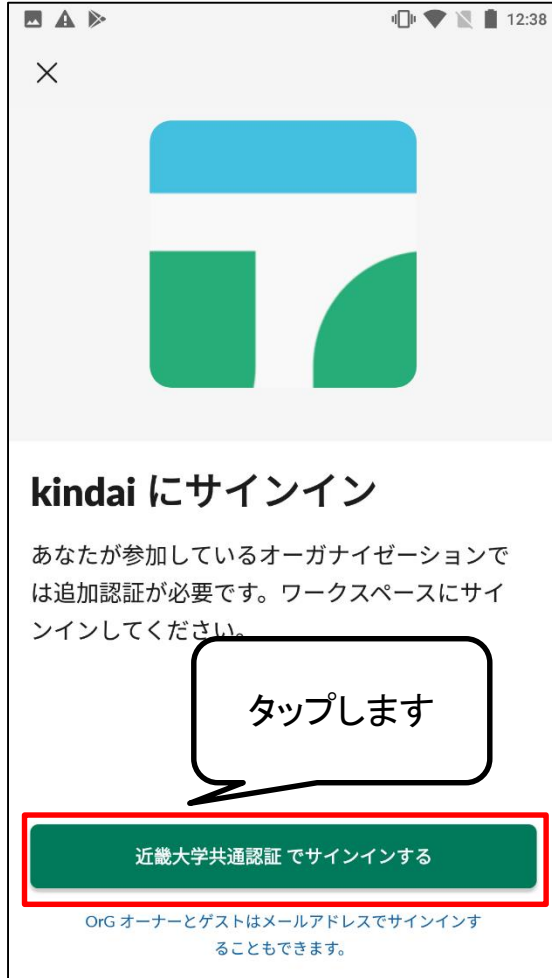 12:38
kindai にサインイン
あなたが参加しているオーガナイゼーションで
は追加認証が必要です。ワークスペースにサイ
ンインしてください。
タップします
近畿大学共通認証 でサインインする
OrG オーナーとゲストはメールアドレスでサインインす
ることもできます。